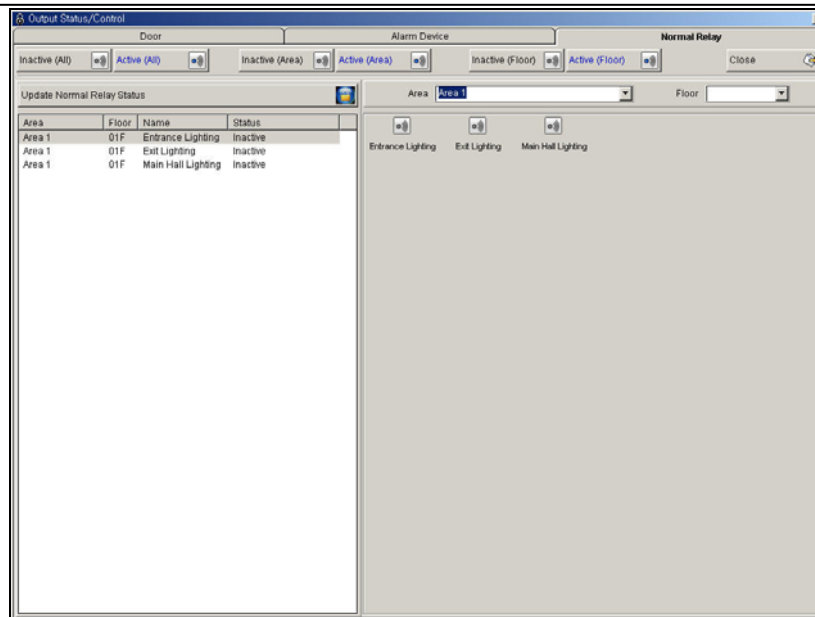 Output Status/Control
Door Alarm Device Normal Relay
Inactive (All) Active (All) Inactive (Area) Active (Area) Inactive (Floor) Active (Floor) Close
Update Normal Relay Status
Area Area 1 Floor
Area Floor Name Status
Area 1 01F Entrance Lighting Inactive
Area 1 01F Exit Lighting Inactive
Area 1 01F Main Hall Lighting Inactive
Entrance Lighting Exit Lighting Main Hall Lighting